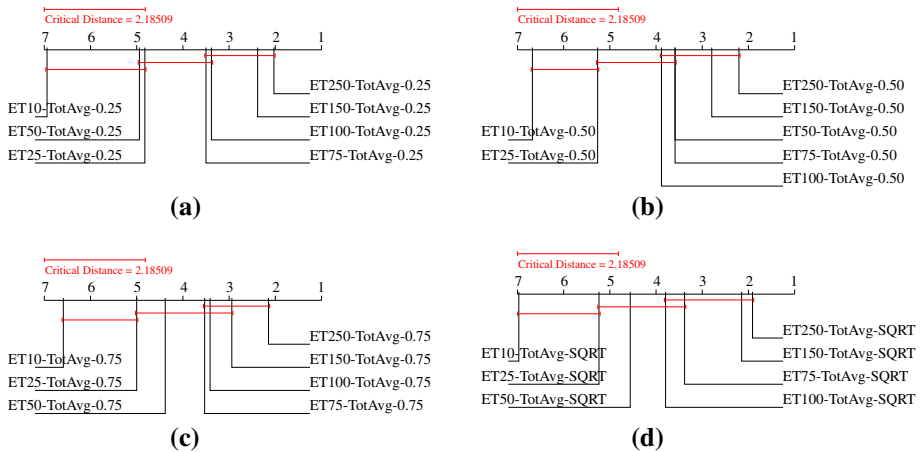 Critical Distance = 2.18509
7 6 5 4 3 2 1
ET250-TotAvg-0.25
ET10-TotAvg-0.25
ET150-TotAvg-0.25
ET50-TotAvg-0.25
ET100-TotAvg-0.25
ET25-TotAvg-0.25
ET75-TotAvg-0.25
(a)
Critical Distance = 2.18509
7 6 5 4 3 2 1
ET250-TotAvg-0.50
ET150-TotAvg-0.50
ET10-TotAvg-0.50
ET50-TotAvg-0.50
ET25-TotAvg-0.50
ET75-TotAvg-0.50
ET100-TotAvg-0.50
(b)
Critical Distance = 2.18509
7 6 5 4 3 2 1
ET250-TotAvg-0.75
ET10-TotAvg-0.75
ET150-TotAvg-0.75
ET25-TotAvg-0.75
ET100-TotAvg-0.75
ET50-TotAvg-0.75
ET75-TotAvg-0.75
(c)
Critical Distance = 2.18509
7 6 5 4 3 2 1
ET250-TotAvg-SQRT
ET10-TotAvg-SQRT
ET150-TotAvg-SQRT
ET25-TotAvg-SQRT
ET75-TotAvg-SQRT
ET50-TotAvg-SQRT
ET100-TotAvg-SQRT
(d)